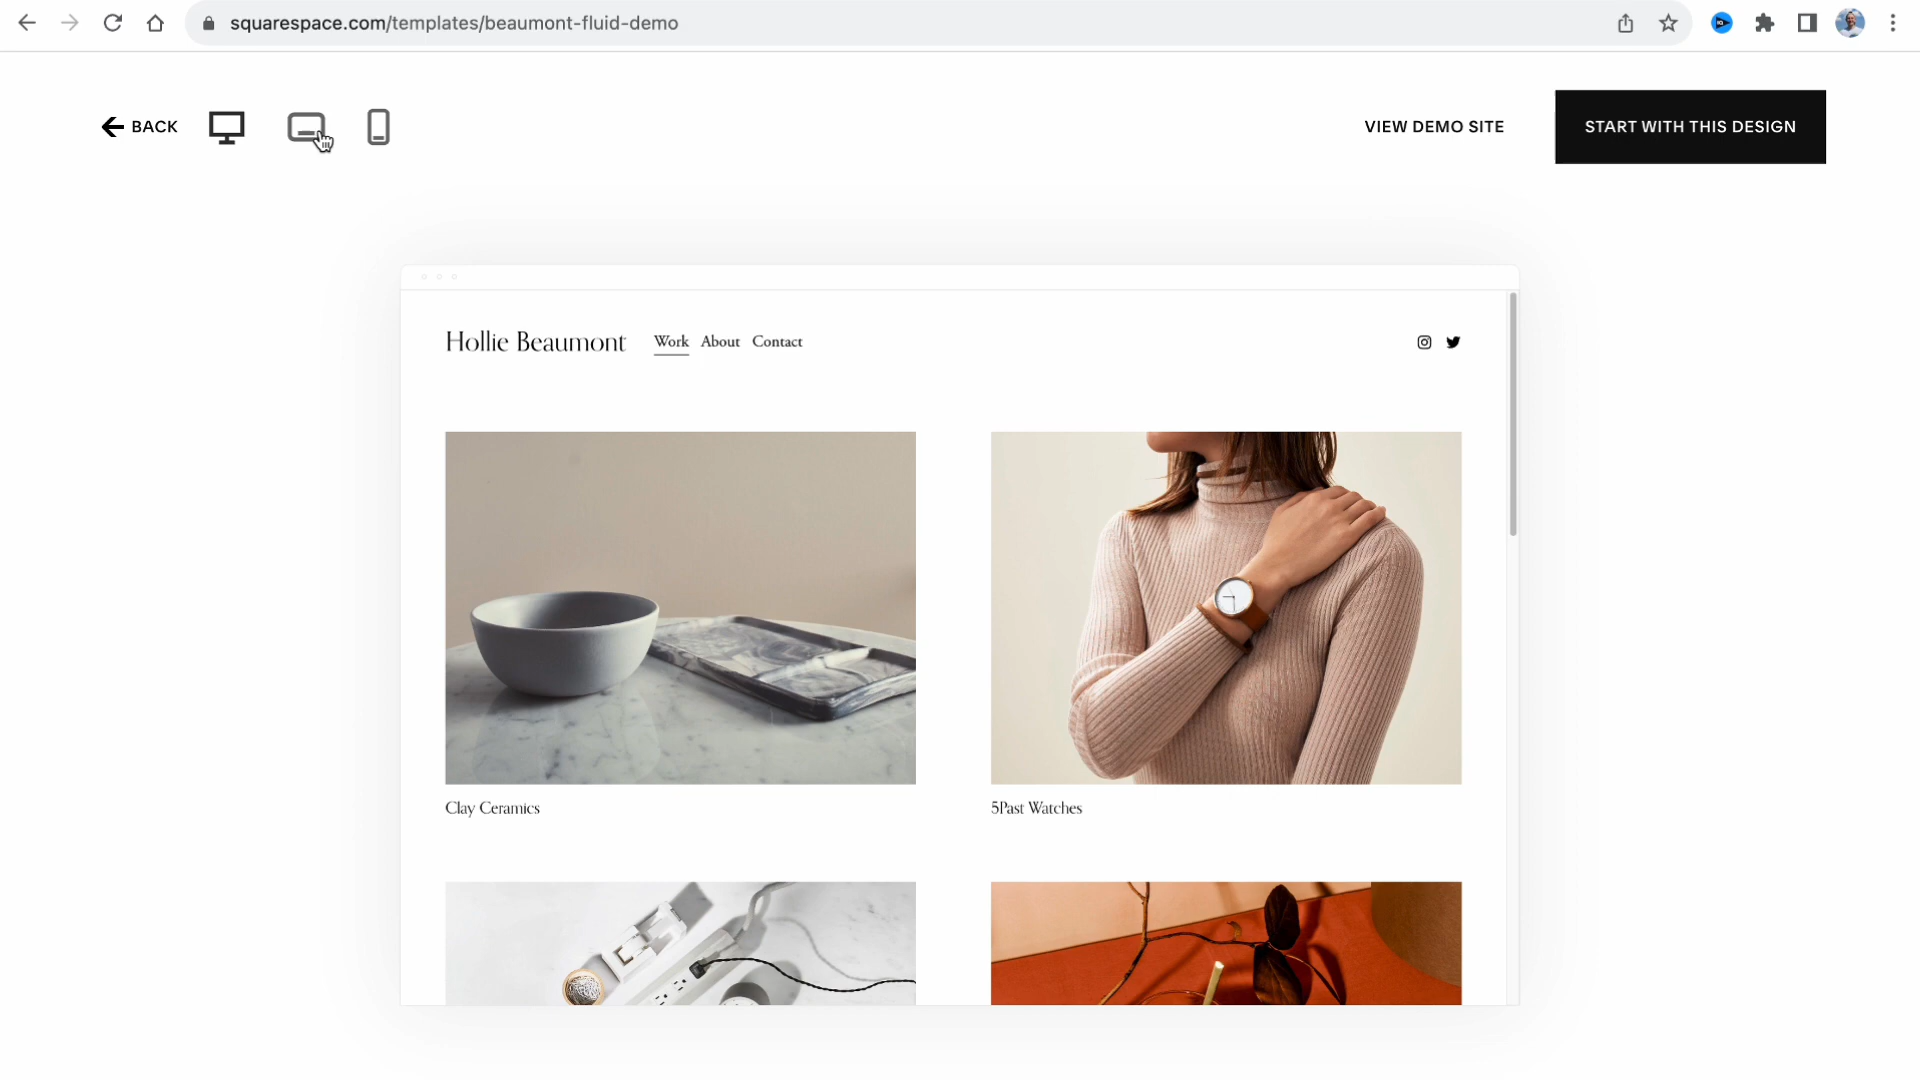 squarespace.com/templates/beaumont-fluid-demo
BACK
VIEW DEMO SITE
START WITH THIS DESIGN
Hollie Beaumont
Work
About
Contact
Clay Ceramics
5Past Watches